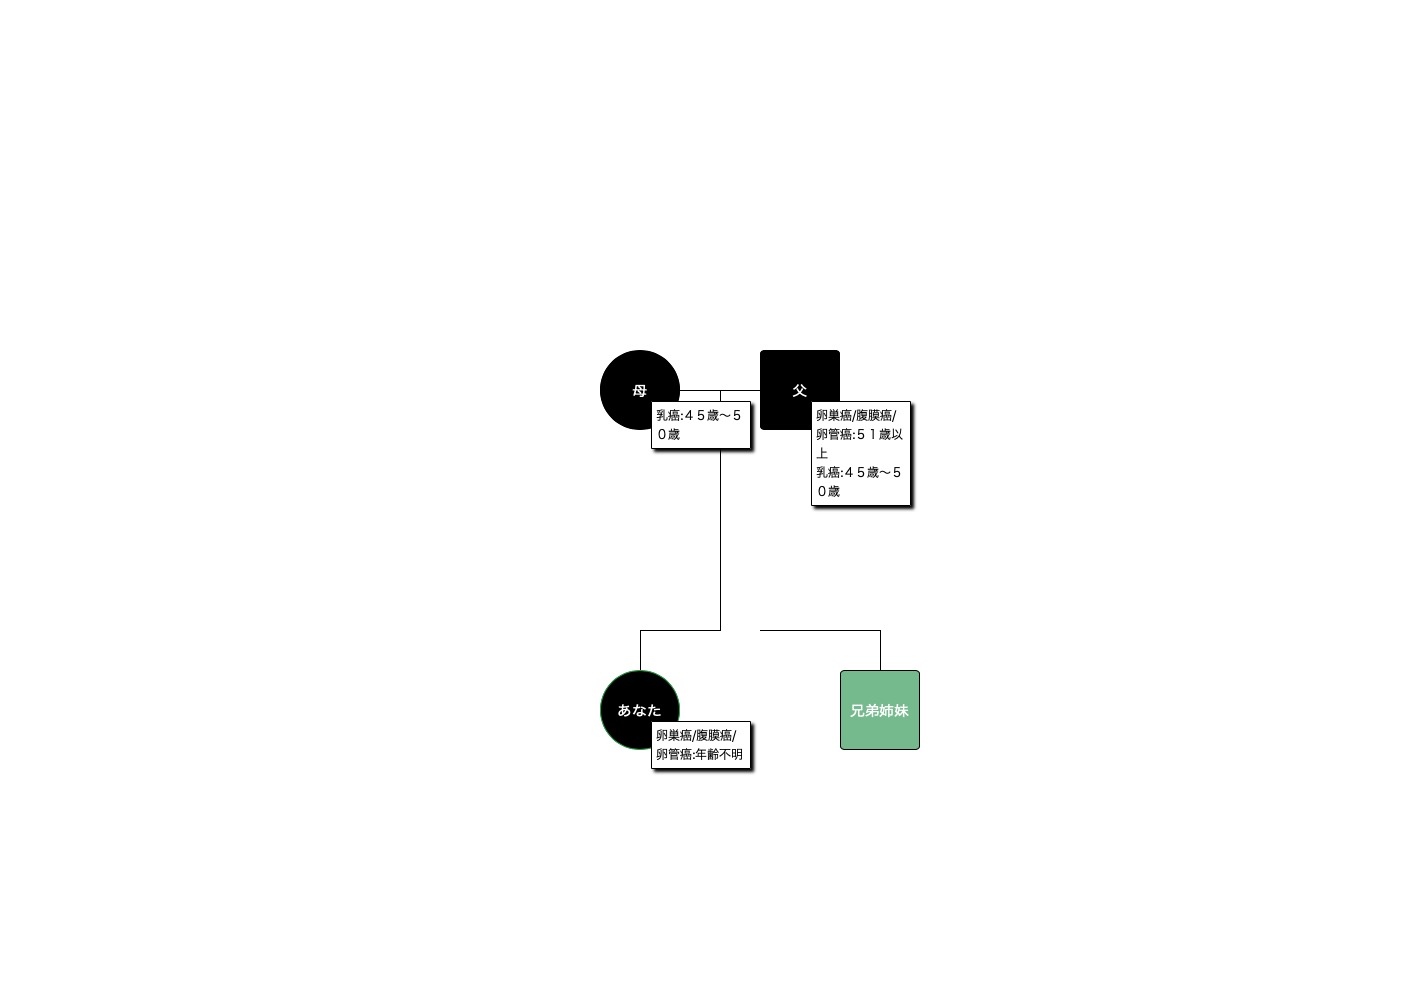 母
父
乳癌:４５歳〜５
０歳
卵巣癌/腹膜癌/
卵管癌:５１歳以
上
乳癌:４５歳〜５
０歳
あなた
兄弟姉妹
卵巣癌/腹膜癌/
卵管癌:年齢不明